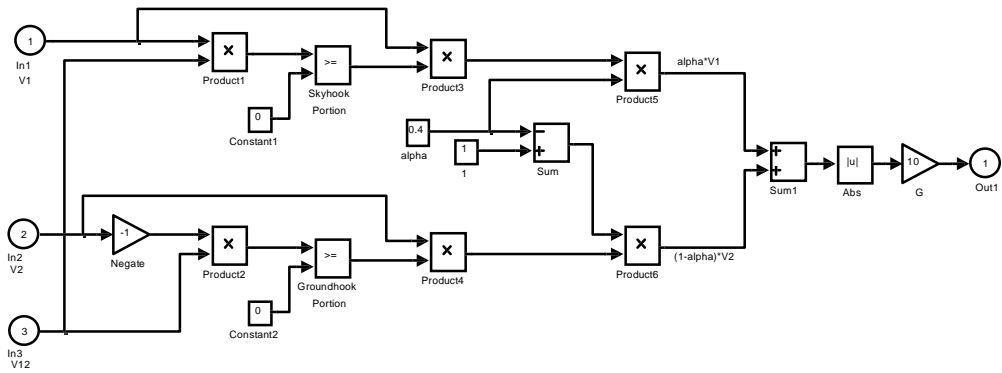 1
In1
V1
×
Product1
>=
Skyhook
Portion
0
Constant1
×
Product3
×
Product5
alpha*V1
0.4
alpha
1
1
−
+
Sum
+
+
Sum1
|u|
Abs
10
G
1
Out1
2
In2
V2
-1
Negate
×
Product2
>=
Groundhook
Portion
0
Constant2
×
Product4
×
Product6
(1-alpha)*V2
3
In3
V12